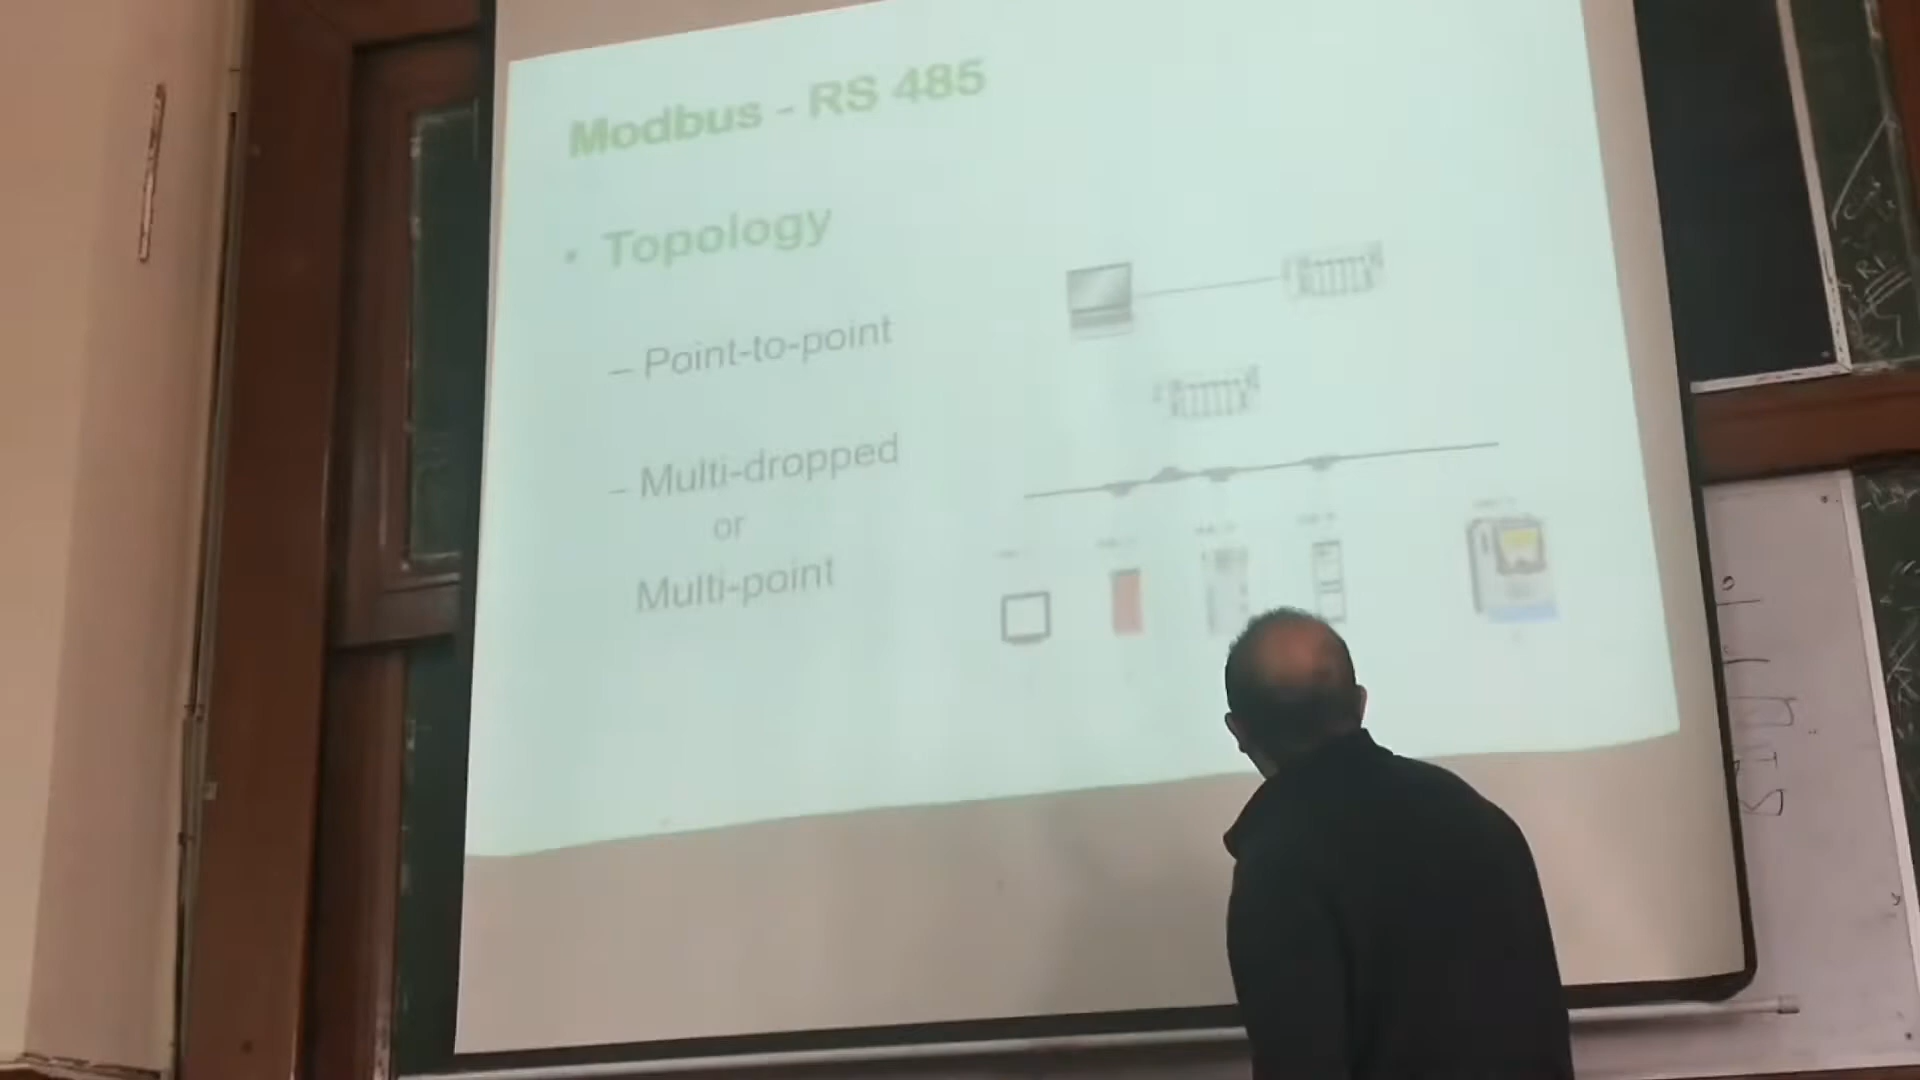 Modbus - RS 485
• Topology
– Point-to-point
– Multi-dropped
or
Multi-point